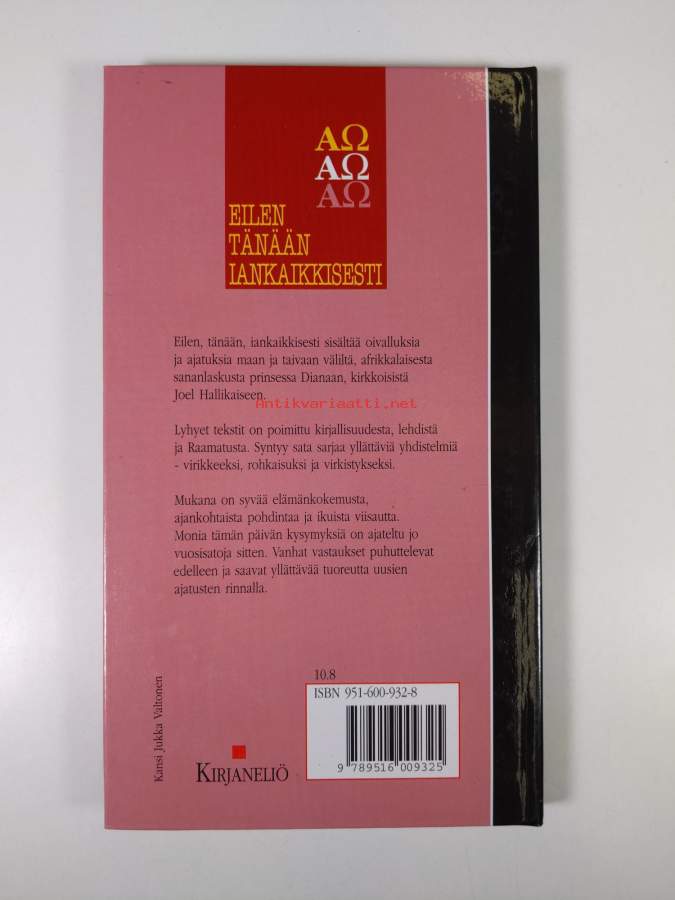 ΑΩ
ΑΩ
ΑΩ
EILEN
TÄNÄÄN
IANKAIKKISESTI
Eilen, tänään, iankaikkisesti sisältää oivalluksia
ja ajatuksia maan ja taivaan väliltä, afrikkalaisesta
sananlaskusta prinsessa Dianaan, kirkkoisistä
Joel Hallikaiseen.
Antikvariaatti.net
Lyhyet tekstit on poimittu kirjallisuudesta, lehdistä
ja Raamatusta. Syntyy sata sarjaa yllättäviä yhdistelmiä
- virikkeeksi, rohkaisuksi ja virkistykseksi.
Mukana on syvää elämänkokemusta,
ajankohtaista pohdintaa ja ikuista viisautta.
Monia tämän päivän kysymyksiä on ajateltu jo
vuosisatoja sitten. Vanhat vastaukset puhuttelevat
edelleen ja saavat yllättävää tuoreutta uusien
ajatusten rinnalla.
Kansi Jukka Valtonen
KIRJANELIÖ
10.8
ISBN 951-600-932-8
9 789516 009325